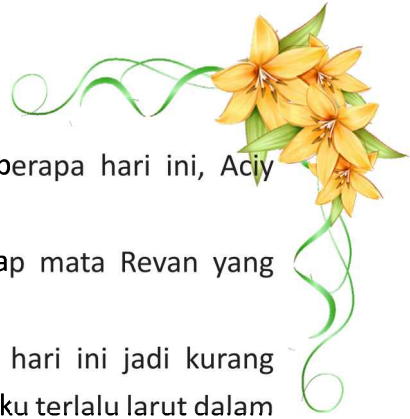 berapa hari ini, Aciy
ap mata Revan yang
hari ini jadi kurang
ku terlalu larut dalam